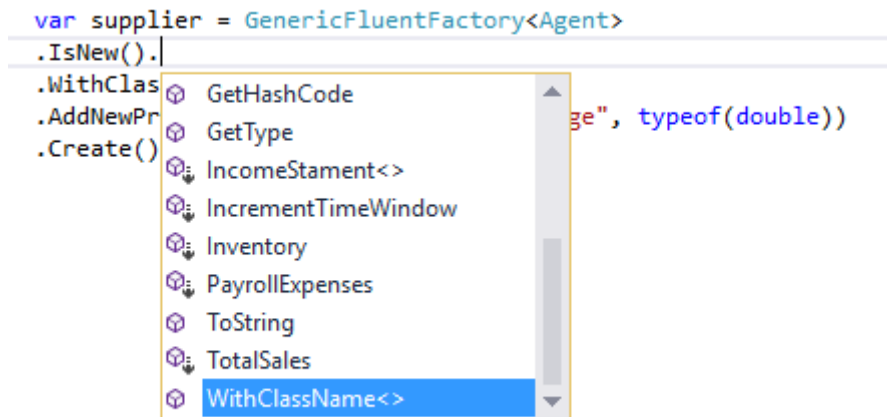 var supplier = GenericFluentFactory<Agent>
.IsNew().
.WithClas
.AddNewPr ge", typeof(double))
.Create()
GetHashCode
GetType
IncomeStament<>
IncrementTimeWindow
Inventory
PayrollExpenses
ToString
TotalSales
WithClassName<>